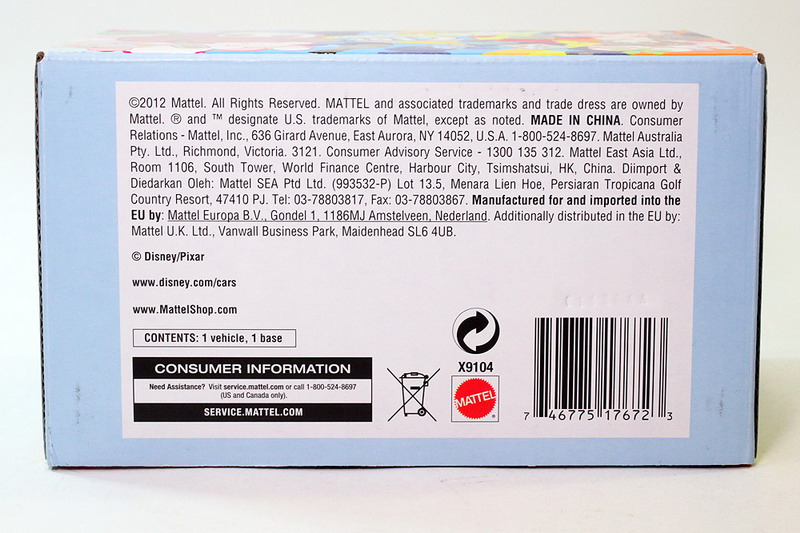 ©2012 Mattel. All Rights Reserved. MATTEL and associated trademarks and trade dress are owned by
Mattel. ® and ™ designate U.S. trademarks of Mattel, except as noted. MADE IN CHINA. Consumer
Relations - Mattel, Inc., 636 Girard Avenue, East Aurora, NY 14052, U.S.A. 1-800-524-8697. Mattel Australia
Pty. Ltd., Richmond, Victoria. 3121. Consumer Advisory Service - 1300 135 312. Mattel East Asia Ltd.,
Room 1106, South Tower, World Finance Centre, Harbour City, Tsimshatsui, HK, China. Diimport &
Diedarkan Oleh: Mattel SEA Ptd Ltd. (993532-P) Lot 13.5, Menara Lien Hoe, Persiaran Tropicana Golf
Country Resort, 47410 PJ. Tel: 03-78803817, Fax: 03-78803867. Manufactured for and imported into the
EU by: Mattel Europa B.V., Gondel 1, 1186MJ Amstelveen, Nederland. Additionally distributed in the EU by:
Mattel U.K. Ltd., Vanwall Business Park, Maidenhead SL6 4UB.
© Disney/Pixar
www.disney.com/cars
www.MattelShop.com
CONTENTS: 1 vehicle, 1 base
CONSUMER INFORMATION
Need Assistance? Visit service.mattel.com or call 1-800-524-8697
(US and Canada only).
SERVICE.MATTEL.COM
X9104
MATTEL ®
7 46775 17672 3